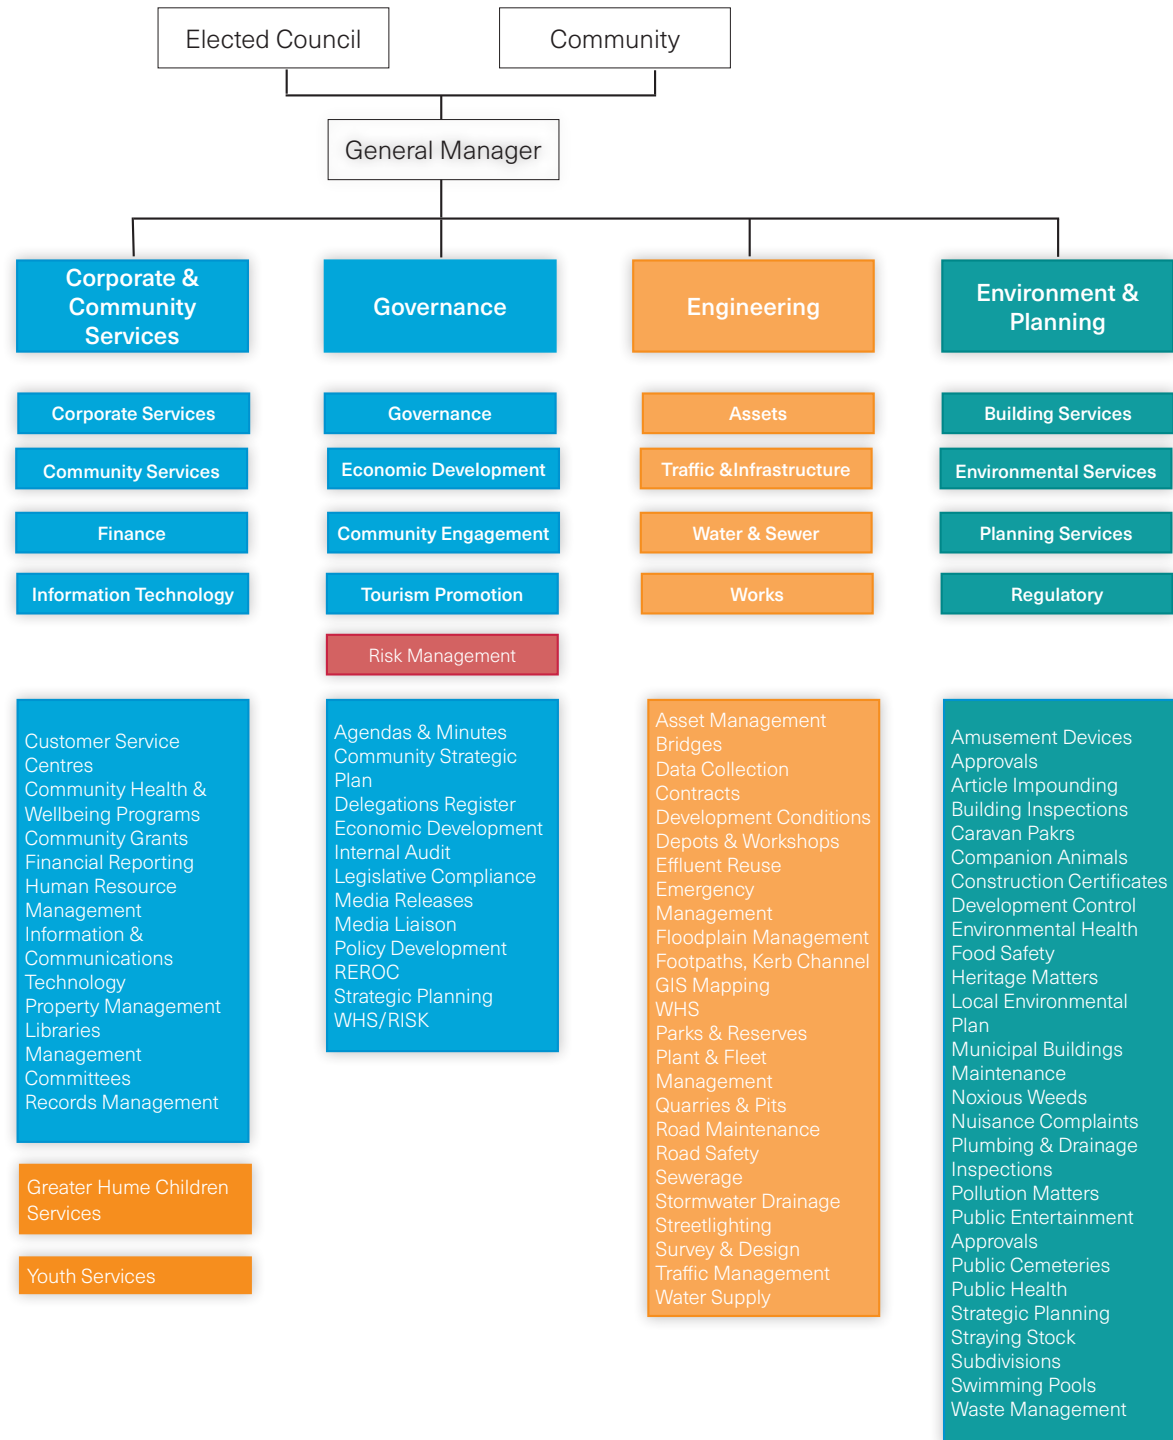 Elected Council
Community
General Manager
Corporate &
Community
Services
Governance
Engineering
Environment &
Planning
Corporate Services
Governance
Assets
Building Services
Community Services
Economic Development
Traffic &Infrastructure
Environmental Services
Finance
Community Engagement
Water & Sewer
Planning Services
Information Technology
Tourism Promotion
Works
Regulatory
Risk Management
Customer Service
Centres
Community Health &
Wellbeing Programs
Community Grants
Financial Reporting
Human Resource
Management
Information &
Communications
Technology
Property Management
Libraries
Management
Committees
Records Management
Greater Hume Children
Services
Youth Services
Agendas & Minutes
Community Strategic
Plan
Delegations Register
Economic Development
Internal Audit
Legislative Compliance
Media Releases
Media Liaison
Policy Development
REROC
Strategic Planning
WHS/RISK
Asset Management
Bridges
Data Collection
Contracts
Development Conditions
Depots & Workshops
Effluent Reuse
Emergency
Management
Floodplain Management
Footpaths, Kerb Channel
GIS Mapping
WHS
Parks & Reserves
Plant & Fleet
Management
Quarries & Pits
Road Maintenance
Road Safety
Sewerage
Stormwater Drainage
Streetlighting
Survey & Design
Traffic Management
Water Supply
Amusement Devices
Approvals
Article Impounding
Building Inspections
Caravan Pakrs
Companion Animals
Construction Certificates
Development Control
Environmental Health
Food Safety
Heritage Matters
Local Environmental
Plan
Municipal Buildings
Maintenance
Noxious Weeds
Nuisance Complaints
Plumbing & Drainage
Inspections
Pollution Matters
Public Entertainment
Approvals
Public Cemeteries
Public Health
Strategic Planning
Straying Stock
Subdivisions
Swimming Pools
Waste Management